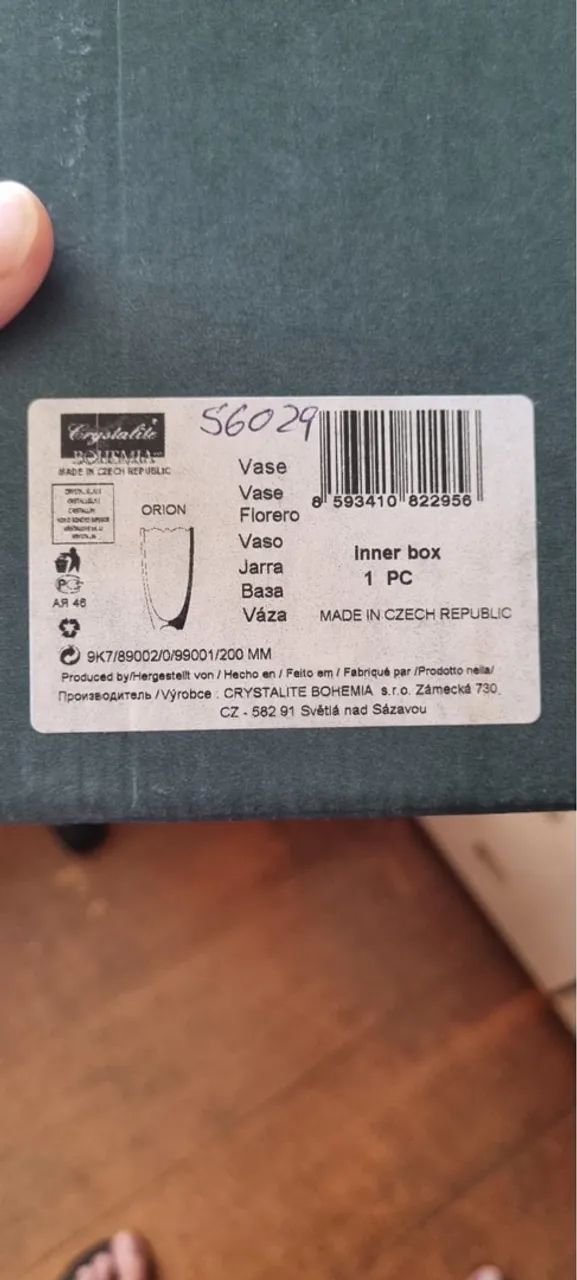 Crystalite
BOHEMIA
MADE IN CZECH REPUBLIC
56029
8 593410 822956
ORION
Vase
Vase
Florero
Vaso
Jarra
Ваза
Váza
inner box
1 PC
MADE IN CZECH REPUBLIC
АЯ 46
9K7/89002/0/99001/200 MM
Produced by/Hergestellt von / Hecho en / Feito em / Fabriqué par /Prodotto nella/
Производитель /Výrobce : CRYSTALITE BOHEMIA s.r.o. Zámecká 730
CZ - 582 91 Světlá nad Sázavou